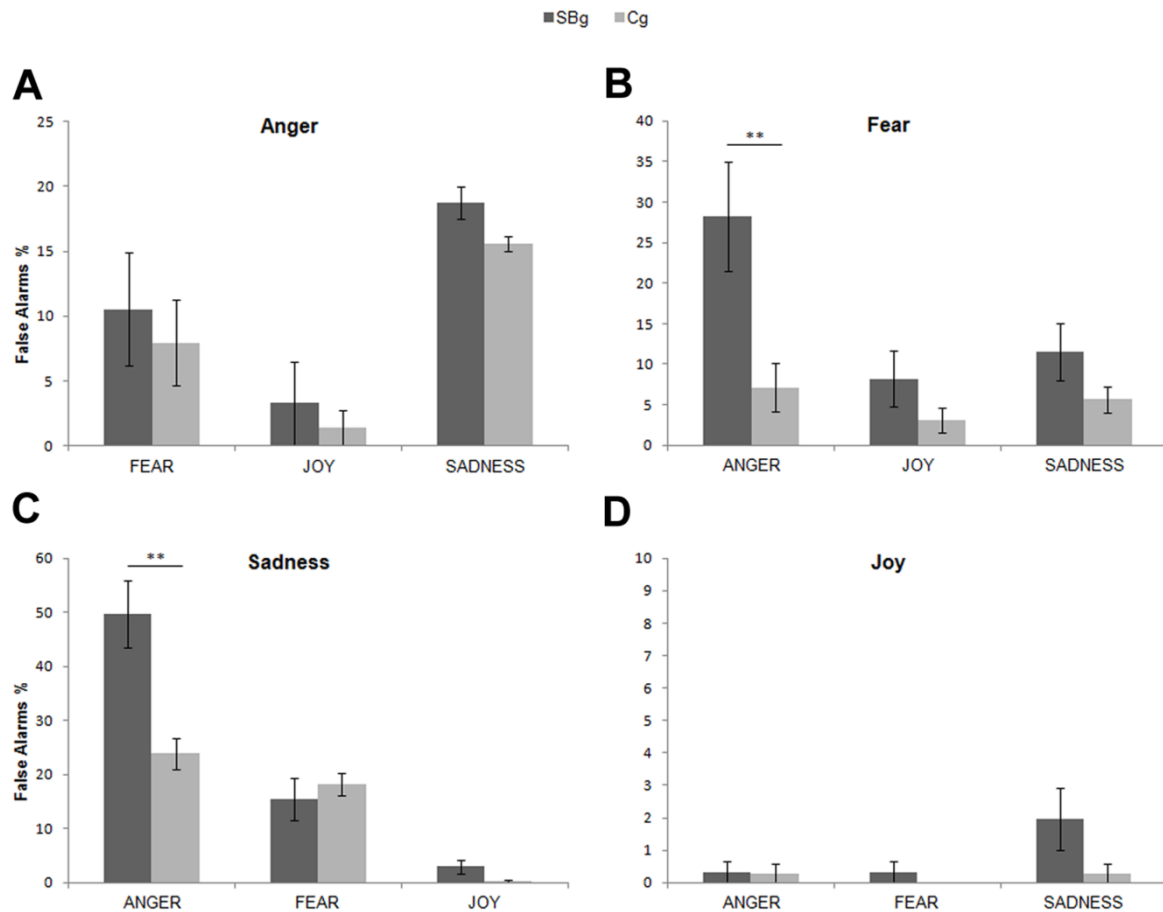 SBg Cg
A
Anger
False Alarms %
25
20
15
10
5
0
FEAR JOY SADNESS
B
Fear
**
40
35
30
25
20
15
10
5
0
ANGER JOY SADNESS
C
Sadness
**
False Alarms %
60
50
40
30
20
10
0
ANGER FEAR JOY
D
Joy
10
9
8
7
6
5
4
3
2
1
0
ANGER FEAR SADNESS